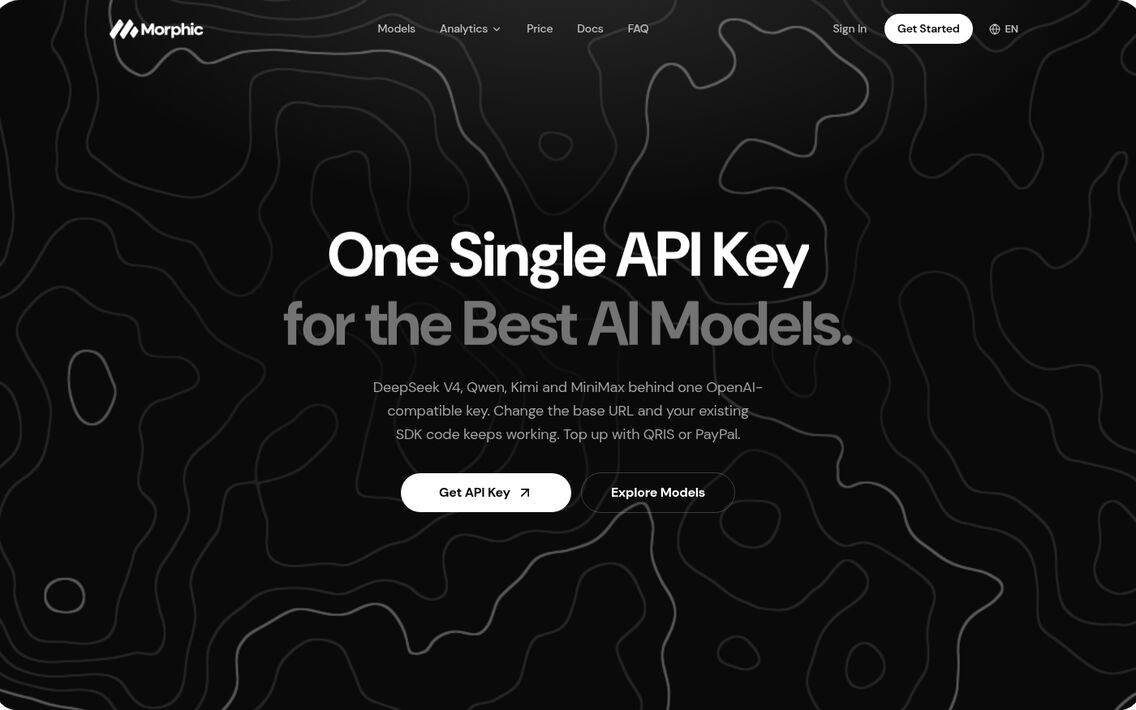 Morphic
Models
Analytics
Price
Docs
FAQ
Sign In
Get Started
EN
One Single API Key
for the Best AI Models.
DeepSeek V4, Qwen, Kimi and MiniMax behind one OpenAI-
compatible key. Change the base URL and your existing
SDK code keeps working. Top up with QRIS or PayPal.
Get API Key
Explore Models